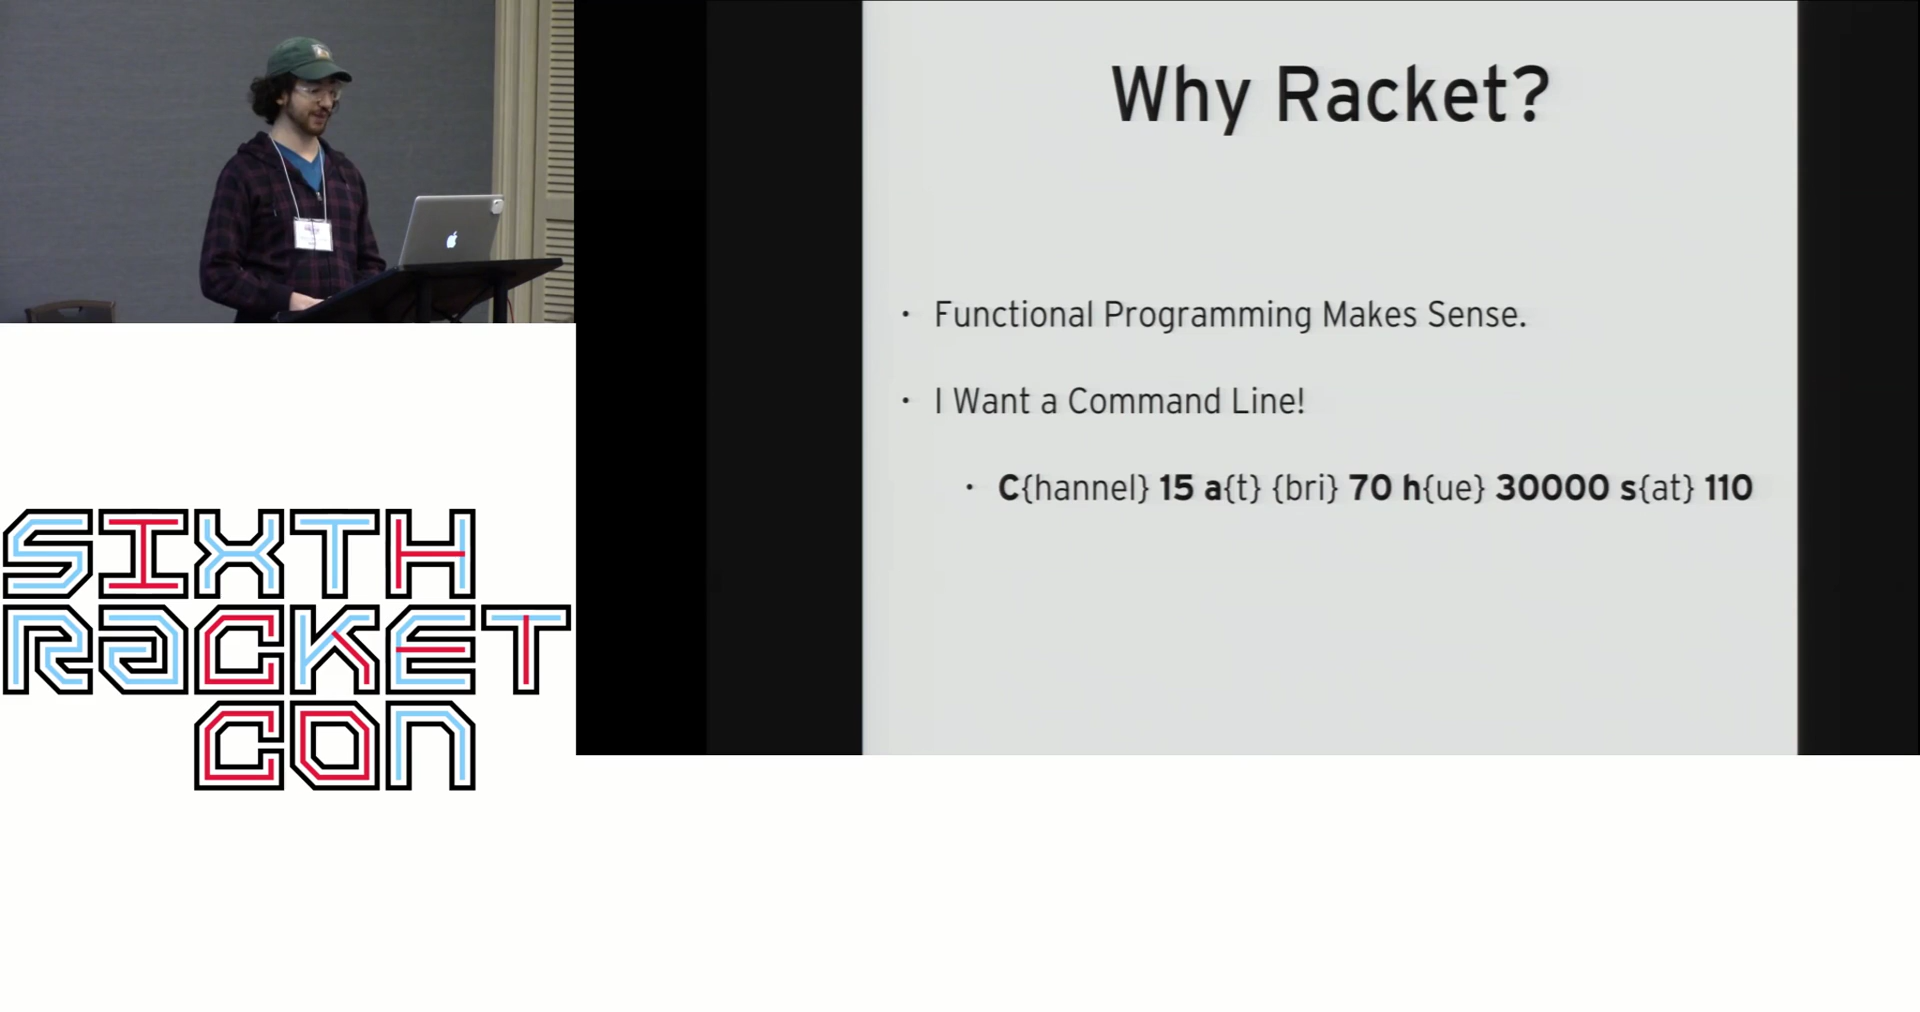 Why Racket?
• Functional Programming Makes Sense.
• I Want a Command Line!
• C{hannel} 15 a{t} {bri} 70 h{ue} 30000 s{at} 110
SIXTH
RACKET
CON